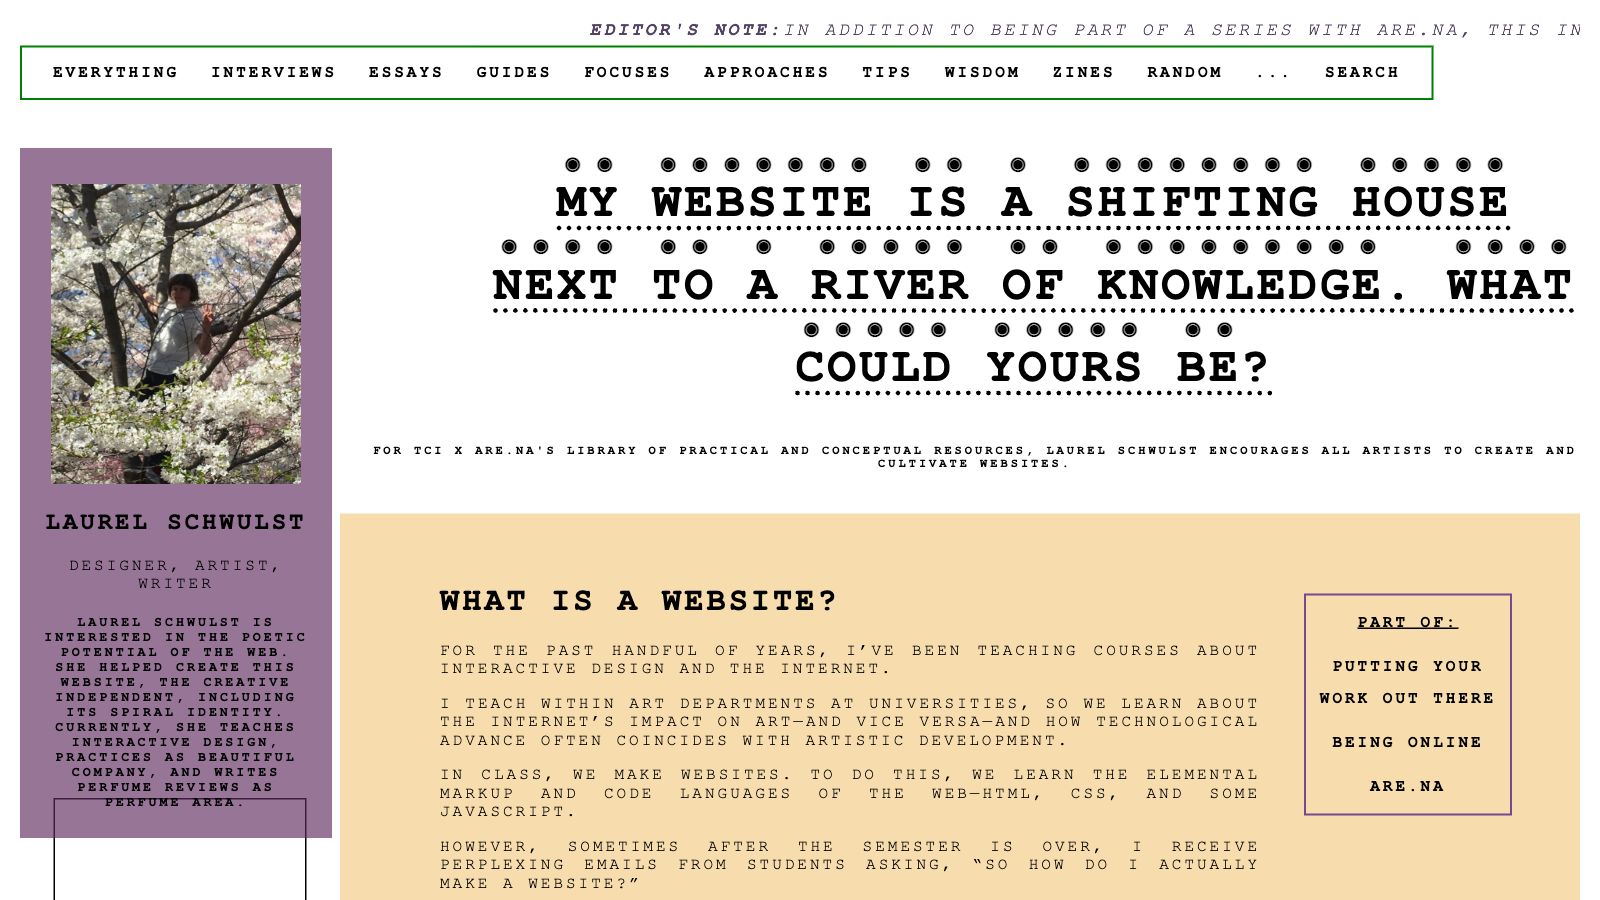 EDITOR'S NOTE: IN ADDITION TO BEING PART OF A SERIES WITH ARE.NA, THIS IN
EVERYTHING INTERVIEWS ESSAYS GUIDES FOCUSES APPROACHES TIPS WISDOM ZINES RANDOM ... SEARCH
MY WEBSITE IS A SHIFTING HOUSE
NEXT TO A RIVER OF KNOWLEDGE. WHAT
COULD YOURS BE?
FOR TCI X ARE.NA'S LIBRARY OF PRACTICAL AND CONCEPTUAL RESOURCES, LAUREL SCHWULST ENCOURAGES ALL ARTISTS TO CREATE AND
CULTIVATE WEBSITES.
LAUREL SCHWULST
DESIGNER, ARTIST,
WRITER
LAUREL SCHWULST IS
INTERESTED IN THE POETIC
POTENTIAL OF THE WEB.
SHE HELPED CREATE THIS
WEBSITE, THE CREATIVE
INDEPENDENT, INCLUDING
ITS SPIRAL IDENTITY.
CURRENTLY, SHE TEACHES
INTERACTIVE DESIGN,
PRACTICES AS BEAUTIFUL
COMPANY, AND WRITES
PERFUME REVIEWS AS
PERFUME AREA.
WHAT IS A WEBSITE?
FOR THE PAST HANDFUL OF YEARS, I’VE BEEN TEACHING COURSES ABOUT
INTERACTIVE DESIGN AND THE INTERNET.
I TEACH WITHIN ART DEPARTMENTS AT UNIVERSITIES, SO WE LEARN ABOUT
THE INTERNET’S IMPACT ON ART—AND VICE VERSA—AND HOW TECHNOLOGICAL
ADVANCE OFTEN COINCIDES WITH ARTISTIC DEVELOPMENT.
IN CLASS, WE MAKE WEBSITES. TO DO THIS, WE LEARN THE ELEMENTAL
MARKUP AND CODE LANGUAGES OF THE WEB—HTML, CSS, AND SOME
JAVASCRIPT.
HOWEVER, SOMETIMES AFTER THE SEMESTER IS OVER, I RECEIVE
PERPLEXING EMAILS FROM STUDENTS ASKING, “SO HOW DO I ACTUALLY
MAKE A WEBSITE?”
PART OF:
PUTTING YOUR
WORK OUT THERE
BEING ONLINE
ARE.NA